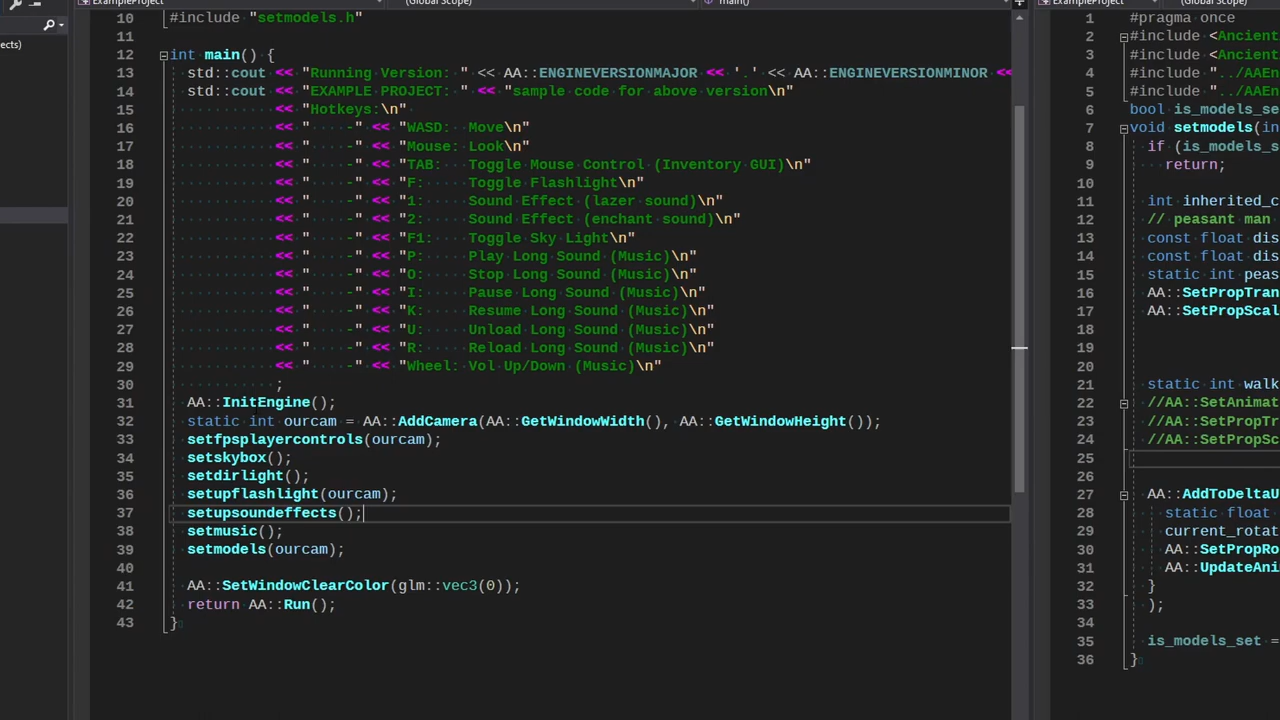 ExampleProject (Global Scope) main() ExampleProject (Global Scope)
ects)
10 #include "setmodels.h"
11
12 int main() {
13 std::cout << "Running Version: " << AA::ENGINEVERSIONMAJOR << '.' << AA::ENGINEVERSIONMINOR <<
14 std::cout << "EXAMPLE PROJECT: " << "sample code for above version\n"
15 << "Hotkeys:\n"
16 << " -" << "WASD: Move\n"
17 << " -" << "Mouse: Look\n"
18 << " -" << "TAB: Toggle Mouse Control (Inventory GUI)\n"
19 << " -" << "F: Toggle Flashlight\n"
20 << " -" << "1: Sound Effect (lazer sound)\n"
21 << " -" << "2: Sound Effect (enchant sound)\n"
22 << " -" << "F1: Toggle Sky Light\n"
23 << " -" << "P: Play Long Sound (Music)\n"
24 << " -" << "O: Stop Long Sound (Music)\n"
25 << " -" << "I: Pause Long Sound (Music)\n"
26 << " -" << "K: Resume Long Sound (Music)\n"
27 << " -" << "U: Unload Long Sound (Music)\n"
28 << " -" << "R: Reload Long Sound (Music)\n"
29 << " -" << "Wheel: Vol Up/Down (Music)\n"
30 ;
31 AA::InitEngine();
32 static int ourcam = AA::AddCamera(AA::GetWindowWidth(), AA::GetWindowHeight());
33 setfpsplayercontrols(ourcam);
34 setskybox();
35 setdirlight();
36 setupflashlight(ourcam);
37 setupsoundeffects();
38 setmusic();
39 setmodels(ourcam);
40
41 AA::SetWindowClearColor(glm::vec3(0));
42 return AA::Run();
43 }
1 #pragma once
2 #include <Ancient
3 #include <Ancient
4 #include "../AAEn
5 #include "../AAEn
6 bool is_models_se
7 void setmodels(in
8 if (is_models_s
9 return;
10
11 int inherited_c
12 // peasant man
13 const float dis
14 const float dis
15 static int peas
16 AA::SetPropTran
17 AA::SetPropScal
18
19
20
21 static int walk
22 //AA::SetAnimat
23 //AA::SetPropTr
24 //AA::SetPropSc
25
26
27 AA::AddToDeltaU
28 static float
29 current_rotat
30 AA::SetPropRo
31 AA::UpdateAni
32 }
33 );
34
35 is_models_set =
36 }